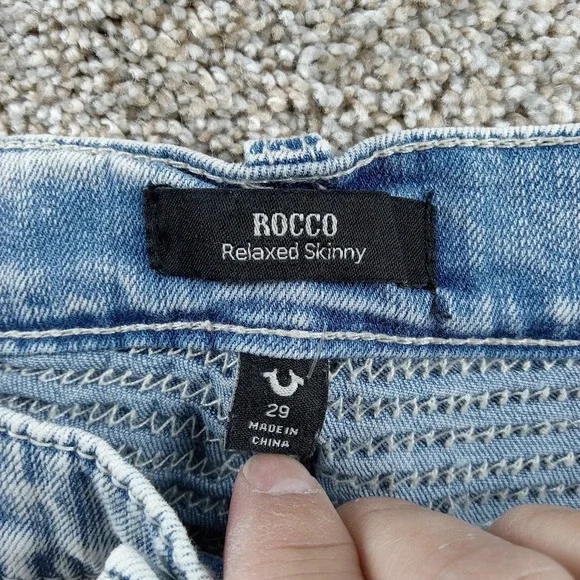 ROCCO
Relaxed Skinny
29
MADE IN
CHINA